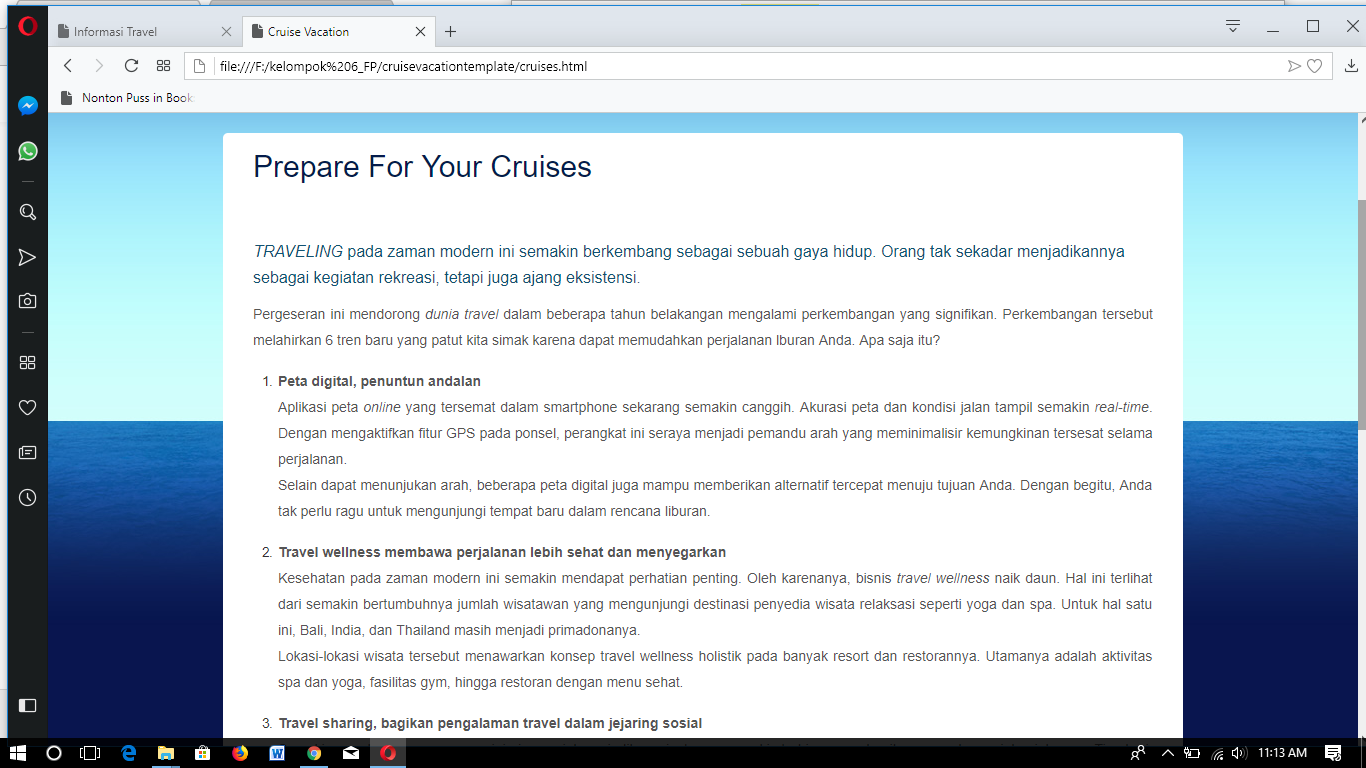 Informasi Travel
Cruise Vacation
file:///F:/kelompok%206_FP/cruisevacationtemplate/cruises.html
Nonton Puss in Book
Prepare For Your Cruises
TRAVELING pada zaman modern ini semakin berkembang sebagai sebuah gaya hidup. Orang tak sekadar menjadikannya
sebagai kegiatan rekreasi, tetapi juga ajang eksistensi.
Pergeseran ini mendorong dunia travel dalam beberapa tahun belakangan mengalami perkembangan yang signifikan. Perkembangan tersebut
melahirkan 6 tren baru yang patut kita simak karena dapat memudahkan perjalanan lburan Anda. Apa saja itu?
1. Peta digital, penuntun andalan
Aplikasi peta online yang tersemat dalam smartphone sekarang semakin canggih. Akurasi peta dan kondisi jalan tampil semakin real-time.
Dengan mengaktifkan fitur GPS pada ponsel, perangkat ini seraya menjadi pemandu arah yang meminimalisir kemungkinan tersesat selama
perjalanan.
Selain dapat menunjukan arah, beberapa peta digital juga mampu memberikan alternatif tercepat menuju tujuan Anda. Dengan begitu, Anda
tak perlu ragu untuk mengunjungi tempat baru dalam rencana liburan.
2. Travel wellness membawa perjalanan lebih sehat dan menyegarkan
Kesehatan pada zaman modern ini semakin mendapat perhatian penting. Oleh karenanya, bisnis travel wellness naik daun. Hal ini terlihat
dari semakin bertumbuhnya jumlah wisatawan yang mengunjungi destinasi penyedia wisata relaksasi seperti yoga dan spa. Untuk hal satu
ini, Bali, India, dan Thailand masih menjadi primadonanya.
Lokasi-lokasi wisata tersebut menawarkan konsep travel wellness holistik pada banyak resort dan restorannya. Utamanya adalah aktivitas
spa dan yoga, fasilitas gym, hingga restoran dengan menu sehat.
3. Travel sharing, bagikan pengalaman travel dalam jejaring sosial
11:13 AM